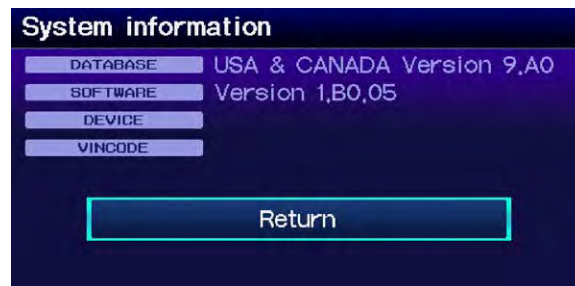 System information
DATABASE USA & CANADA Version 9.A0
SOFTWARE Version 1.B0.05
DEVICE
VINCODE
Return